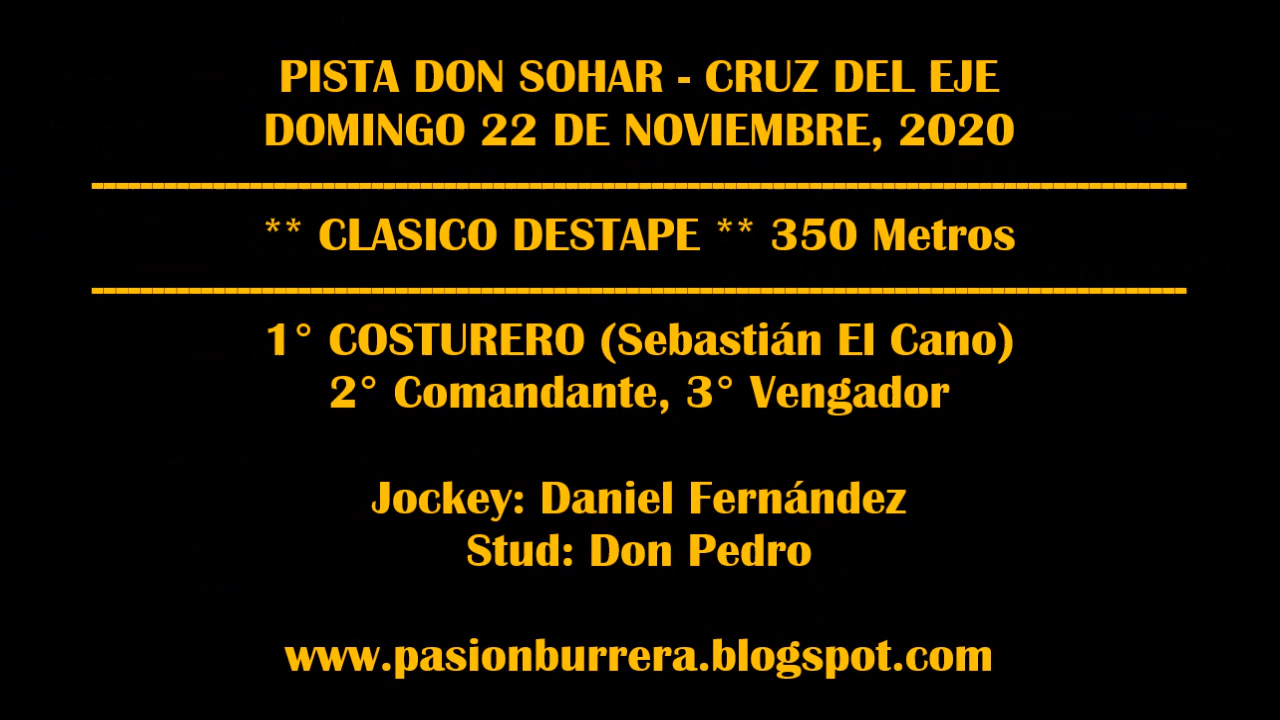 PISTA DON SOHAR - CRUZ DEL EJE
DOMINGO 22 DE NOVIEMBRE, 2020
------------------------------------------------------------------------------------------
** CLASICO DESTAPE ** 350 Metros
------------------------------------------------------------------------------------------
1° COSTURERO (Sebastián El Cano)
2° Comandante, 3° Vengador
Jockey: Daniel Fernández
Stud: Don Pedro
www.pasionburrera.blogspot.com